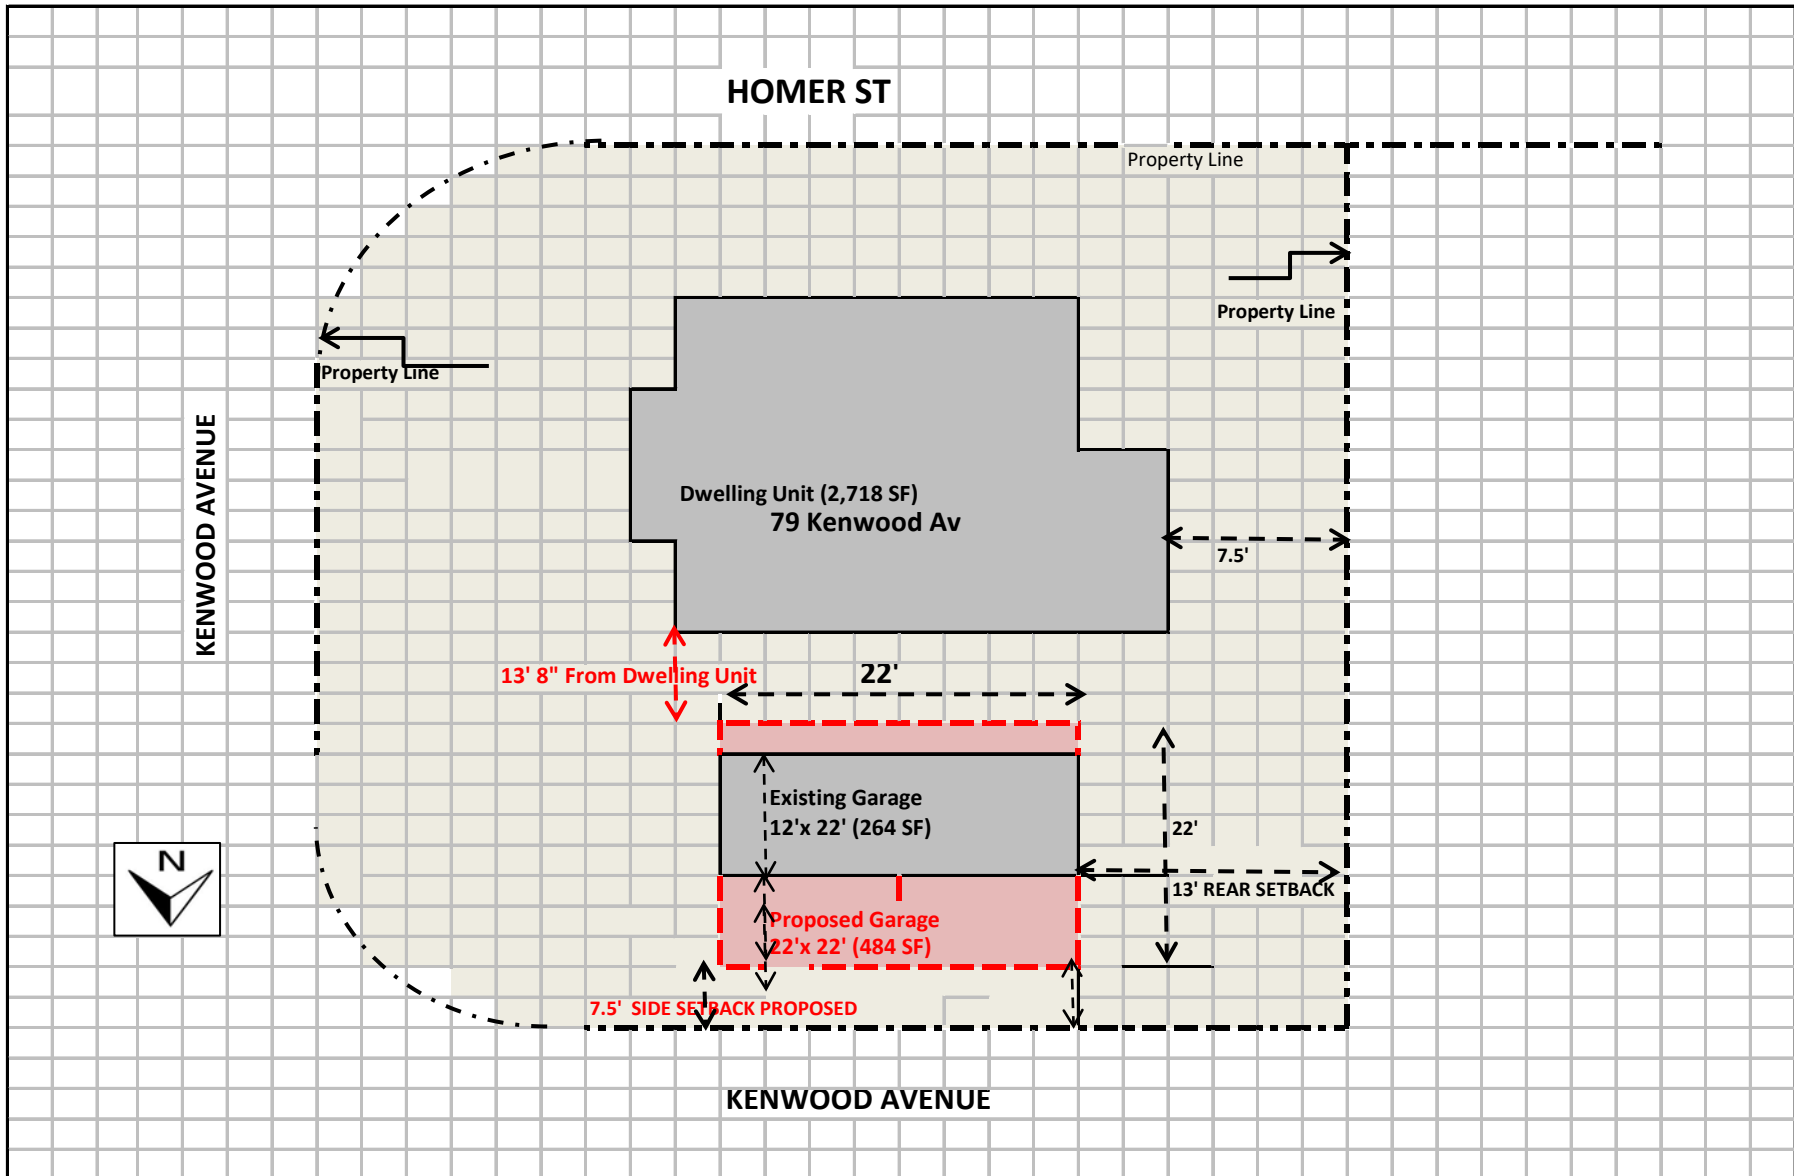 HOMER ST
Property Line
Property Line
Property Line
KENWOOD AVENUE
Dwelling Unit (2,718 SF)
79 Kenwood Av
7.5'
13' 8" From Dwelling Unit
22'
Existing Garage
12'x 22' (264 SF)
22'
N
13' REAR SETBACK
Proposed Garage
22'x 22' (484 SF)
7.5' SIDE SETBACK PROPOSED
KENWOOD AVENUE